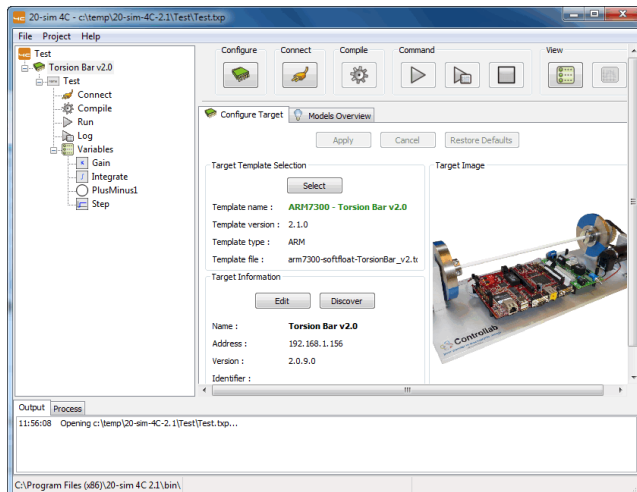 20-sim 4C - c:\temp\20-sim-4C-2.1\Test\Test.txp
File Project Help
Test
Torsion Bar v2.0
Test
Connect
Compile
Run
Log
Variables
Gain
Integrate
PlusMinus1
Step
Configure Connect Compile Command View
Configure Target Models Overview
Apply Cancel Restore Defaults
Target Template Selection
Select
Template name : ARM7300 - Torsion Bar v2.0
Template version : 2.1.0
Template type : ARM
Template file : arm7300-softfloat-TorsionBar_v2.tc
Target Information
Edit Discover
Name : Torsion Bar v2.0
Address : 192.168.1.156
Version : 2.0.9.0
Identifier :
Target Image
Controllab
Output Process
11:56:08 Opening c:\temp\20-sim-4C-2.1\Test\Test.txp...
C:\Program Files (x86)\20-sim 4C 2.1\bin\